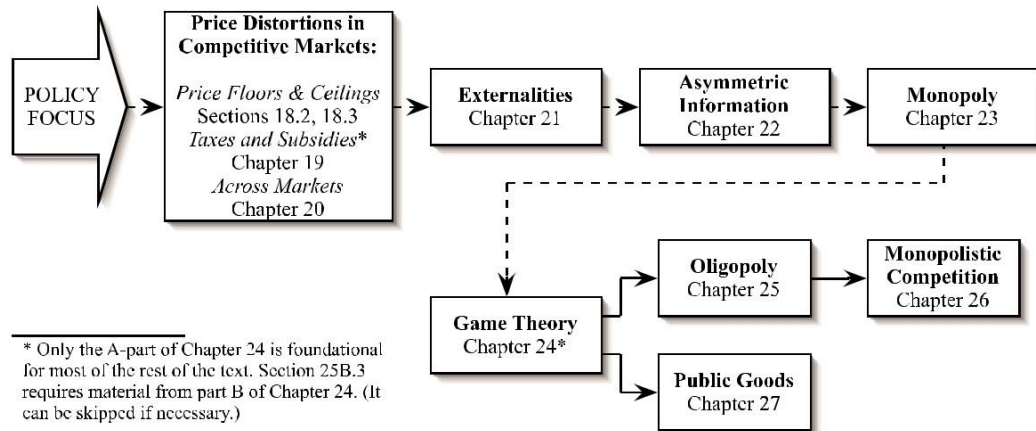 POLICY
FOCUS
Price Distortions in
Competitive Markets:
Price Floors & Ceilings
Sections 18.2, 18.3
Taxes and Subsidies*
Chapter 19
Across Markets
Chapter 20
Externalities
Chapter 21
Asymmetric
Information
Chapter 22
Monopoly
Chapter 23
Game Theory
Chapter 24*
Oligopoly
Chapter 25
Monopolistic
Competition
Chapter 26
Public Goods
Chapter 27
* Only the A-part of Chapter 24 is foundational
for most of the rest of the text. Section 25B.3
requires material from part B of Chapter 24. (It
can be skipped if necessary.)